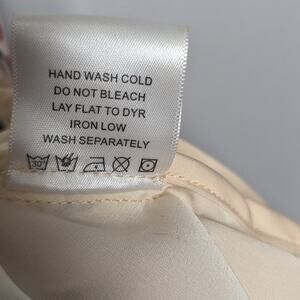 HAND WASH COLD
DO NOT BLEACH
LAY FLAT TO DYR
IRON LOW
WASH SEPARATELY
30